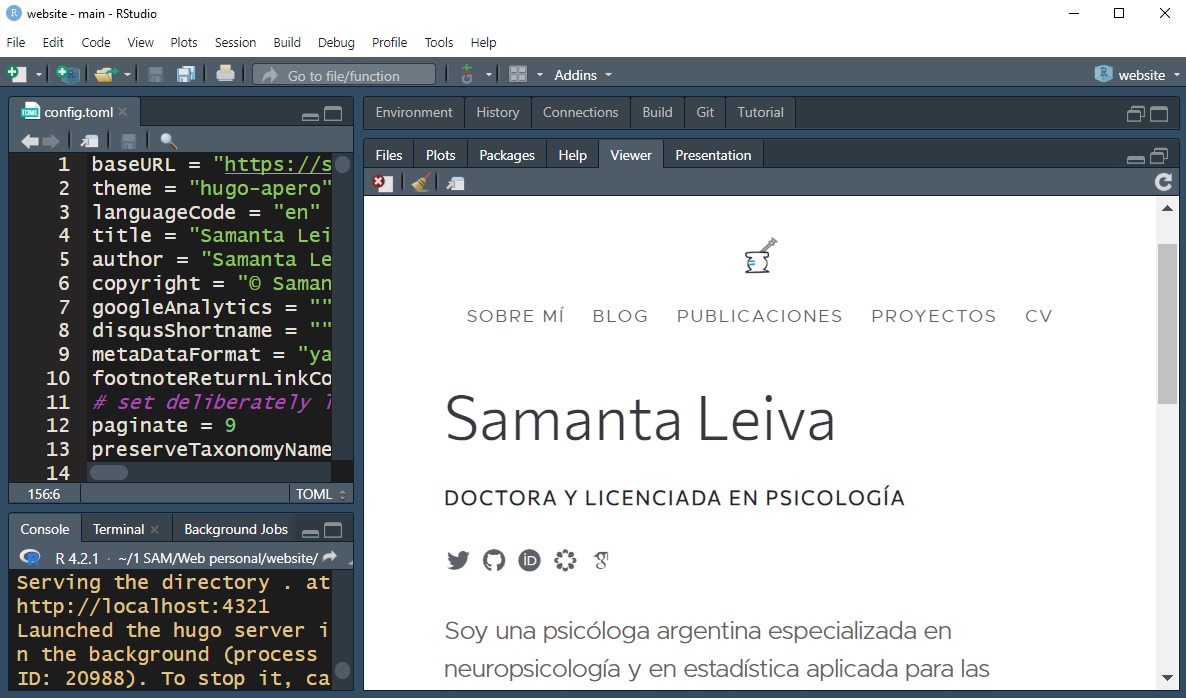 website - main - RStudio
File Edit Code View Plots Session Build Debug Profile Tools Help
Go to file/function Addins website
config.toml
1 baseURL = "https://s
2 theme = "hugo-apero"
3 languageCode = "en"
4 title = "Samanta Lei
5 author = "Samanta Le
6 copyright = "© Saman
7 googleAnalytics = ""
8 disqusShortname = ""
9 metaDataFormat = "ya
10 footnoteReturnLinkCo
11 # set deliberately l
12 paginate = 9
13 preserveTaxonomyName
14
156:6 TOML
Console Terminal Background Jobs
R 4.2.1 · ~/1 SAM/Web personal/website/
Serving the directory . at
http://localhost:4321
Launched the hugo server i
n the background (process
ID: 20988). To stop it, ca
Environment History Connections Build Git Tutorial
Files Plots Packages Help Viewer Presentation
SOBRE MÍ BLOG PUBLICACIONES PROYECTOS CV
Samanta Leiva
DOCTORA Y LICENCIADA EN PSICOLOGÍA
Soy una psicóloga argentina especializada en
neuropsicología y en estadística aplicada para las